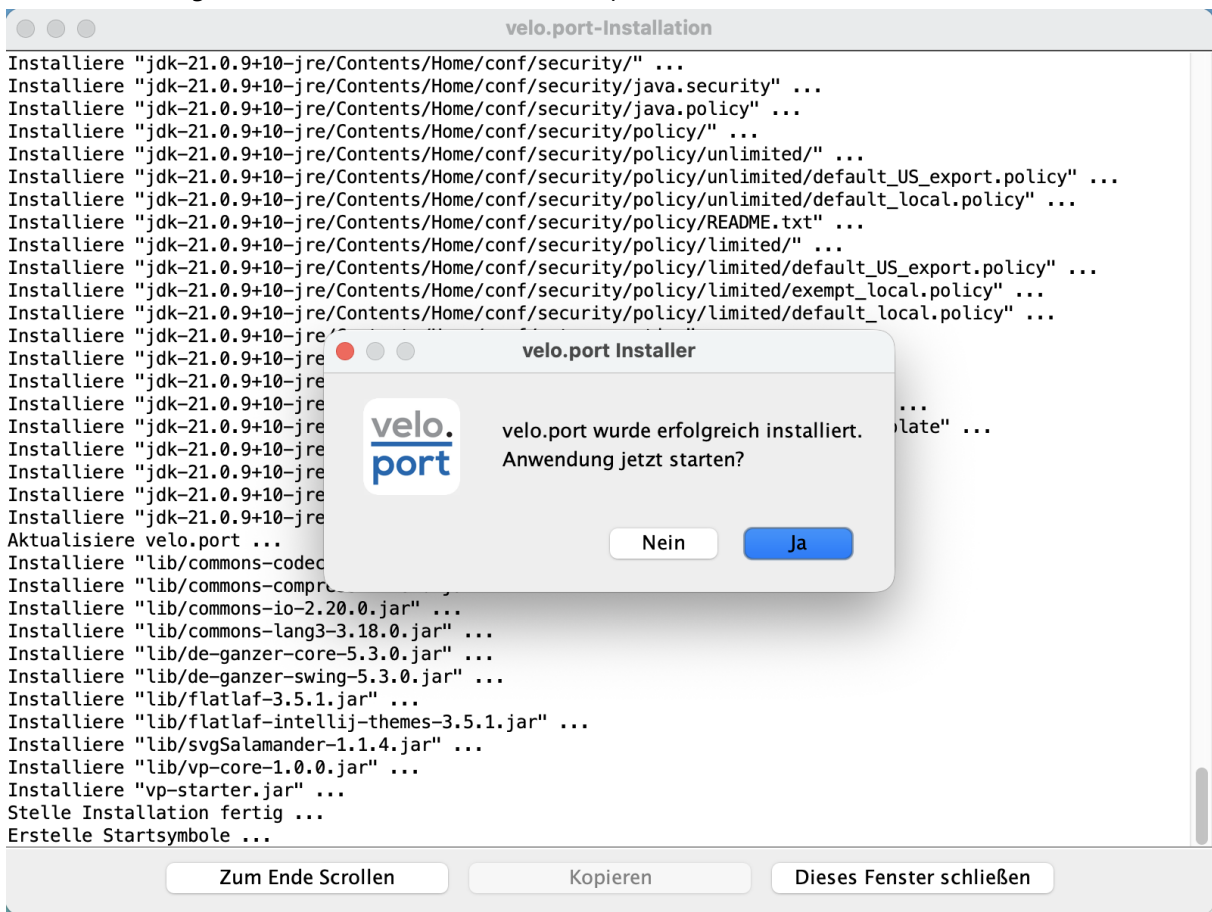 velo.port-Installation
Installiere "jdk-21.0.9+10-jre/Contents/Home/conf/security/" ...
Installiere "jdk-21.0.9+10-jre/Contents/Home/conf/security/java.security" ...
Installiere "jdk-21.0.9+10-jre/Contents/Home/conf/security/java.policy" ...
Installiere "jdk-21.0.9+10-jre/Contents/Home/conf/security/policy/" ...
Installiere "jdk-21.0.9+10-jre/Contents/Home/conf/security/policy/unlimited/" ...
Installiere "jdk-21.0.9+10-jre/Contents/Home/conf/security/policy/unlimited/default_US_export.policy" ...
Installiere "jdk-21.0.9+10-jre/Contents/Home/conf/security/policy/unlimited/default_local.policy" ...
Installiere "jdk-21.0.9+10-jre/Contents/Home/conf/security/policy/README.txt" ...
Installiere "jdk-21.0.9+10-jre/Contents/Home/conf/security/policy/limited/" ...
Installiere "jdk-21.0.9+10-jre/Contents/Home/conf/security/policy/limited/default_US_export.policy" ...
Installiere "jdk-21.0.9+10-jre/Contents/Home/conf/security/policy/limited/exempt_local.policy" ...
Installiere "jdk-21.0.9+10-jre/Contents/Home/conf/security/policy/limited/default_local.policy" ...
Installiere "jdk-21.0.9+10-jre
Installiere "jdk-21.0.9+10-jre
Installiere "jdk-21.0.9+10-jre
Installiere "jdk-21.0.9+10-jre ...
Installiere "jdk-21.0.9+10-jre plate" ...
Installiere "jdk-21.0.9+10-jre
Installiere "jdk-21.0.9+10-jre
Installiere "jdk-21.0.9+10-jre
Installiere "jdk-21.0.9+10-jre
Aktualisiere velo.port ...
Installiere "lib/commons-codec
Installiere "lib/commons-compre
Installiere "lib/commons-io-2.20.0.jar" ...
Installiere "lib/commons-lang3-3.18.0.jar" ...
Installiere "lib/de-ganzer-core-5.3.0.jar" ...
Installiere "lib/de-ganzer-swing-5.3.0.jar" ...
Installiere "lib/flatlaf-3.5.1.jar" ...
Installiere "lib/flatlaf-intellij-themes-3.5.1.jar" ...
Installiere "lib/svgSalamander-1.1.4.jar" ...
Installiere "lib/vp-core-1.0.0.jar" ...
Installiere "vp-starter.jar" ...
Stelle Installation fertig ...
Erstelle Startsymbole ...
velo.port Installer
velo.
port
velo.port wurde erfolgreich installiert.
Anwendung jetzt starten?
Nein
Ja
Zum Ende Scrollen
Kopieren
Dieses Fenster schließen